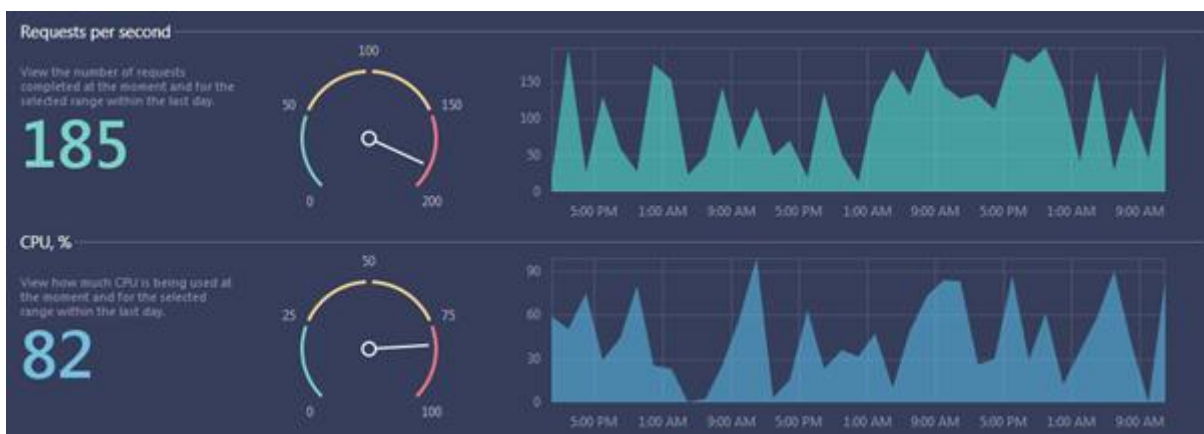 Requests per second
View the number of requests
completed at the moment and for the
selected range within the last day.
185
0
50
100
150
200
150
100
50
0
5:00 PM 1:00 AM 9:00 AM 5:00 PM 1:00 AM 9:00 AM 5:00 PM 1:00 AM 9:00 AM
CPU, %
View how much CPU is being used at
the moment and for the selected
range within the last day.
82
0
25
50
75
100
90
60
30
0
5:00 PM 1:00 AM 9:00 AM 5:00 PM 1:00 AM 9:00 AM 5:00 PM 1:00 AM 9:00 AM